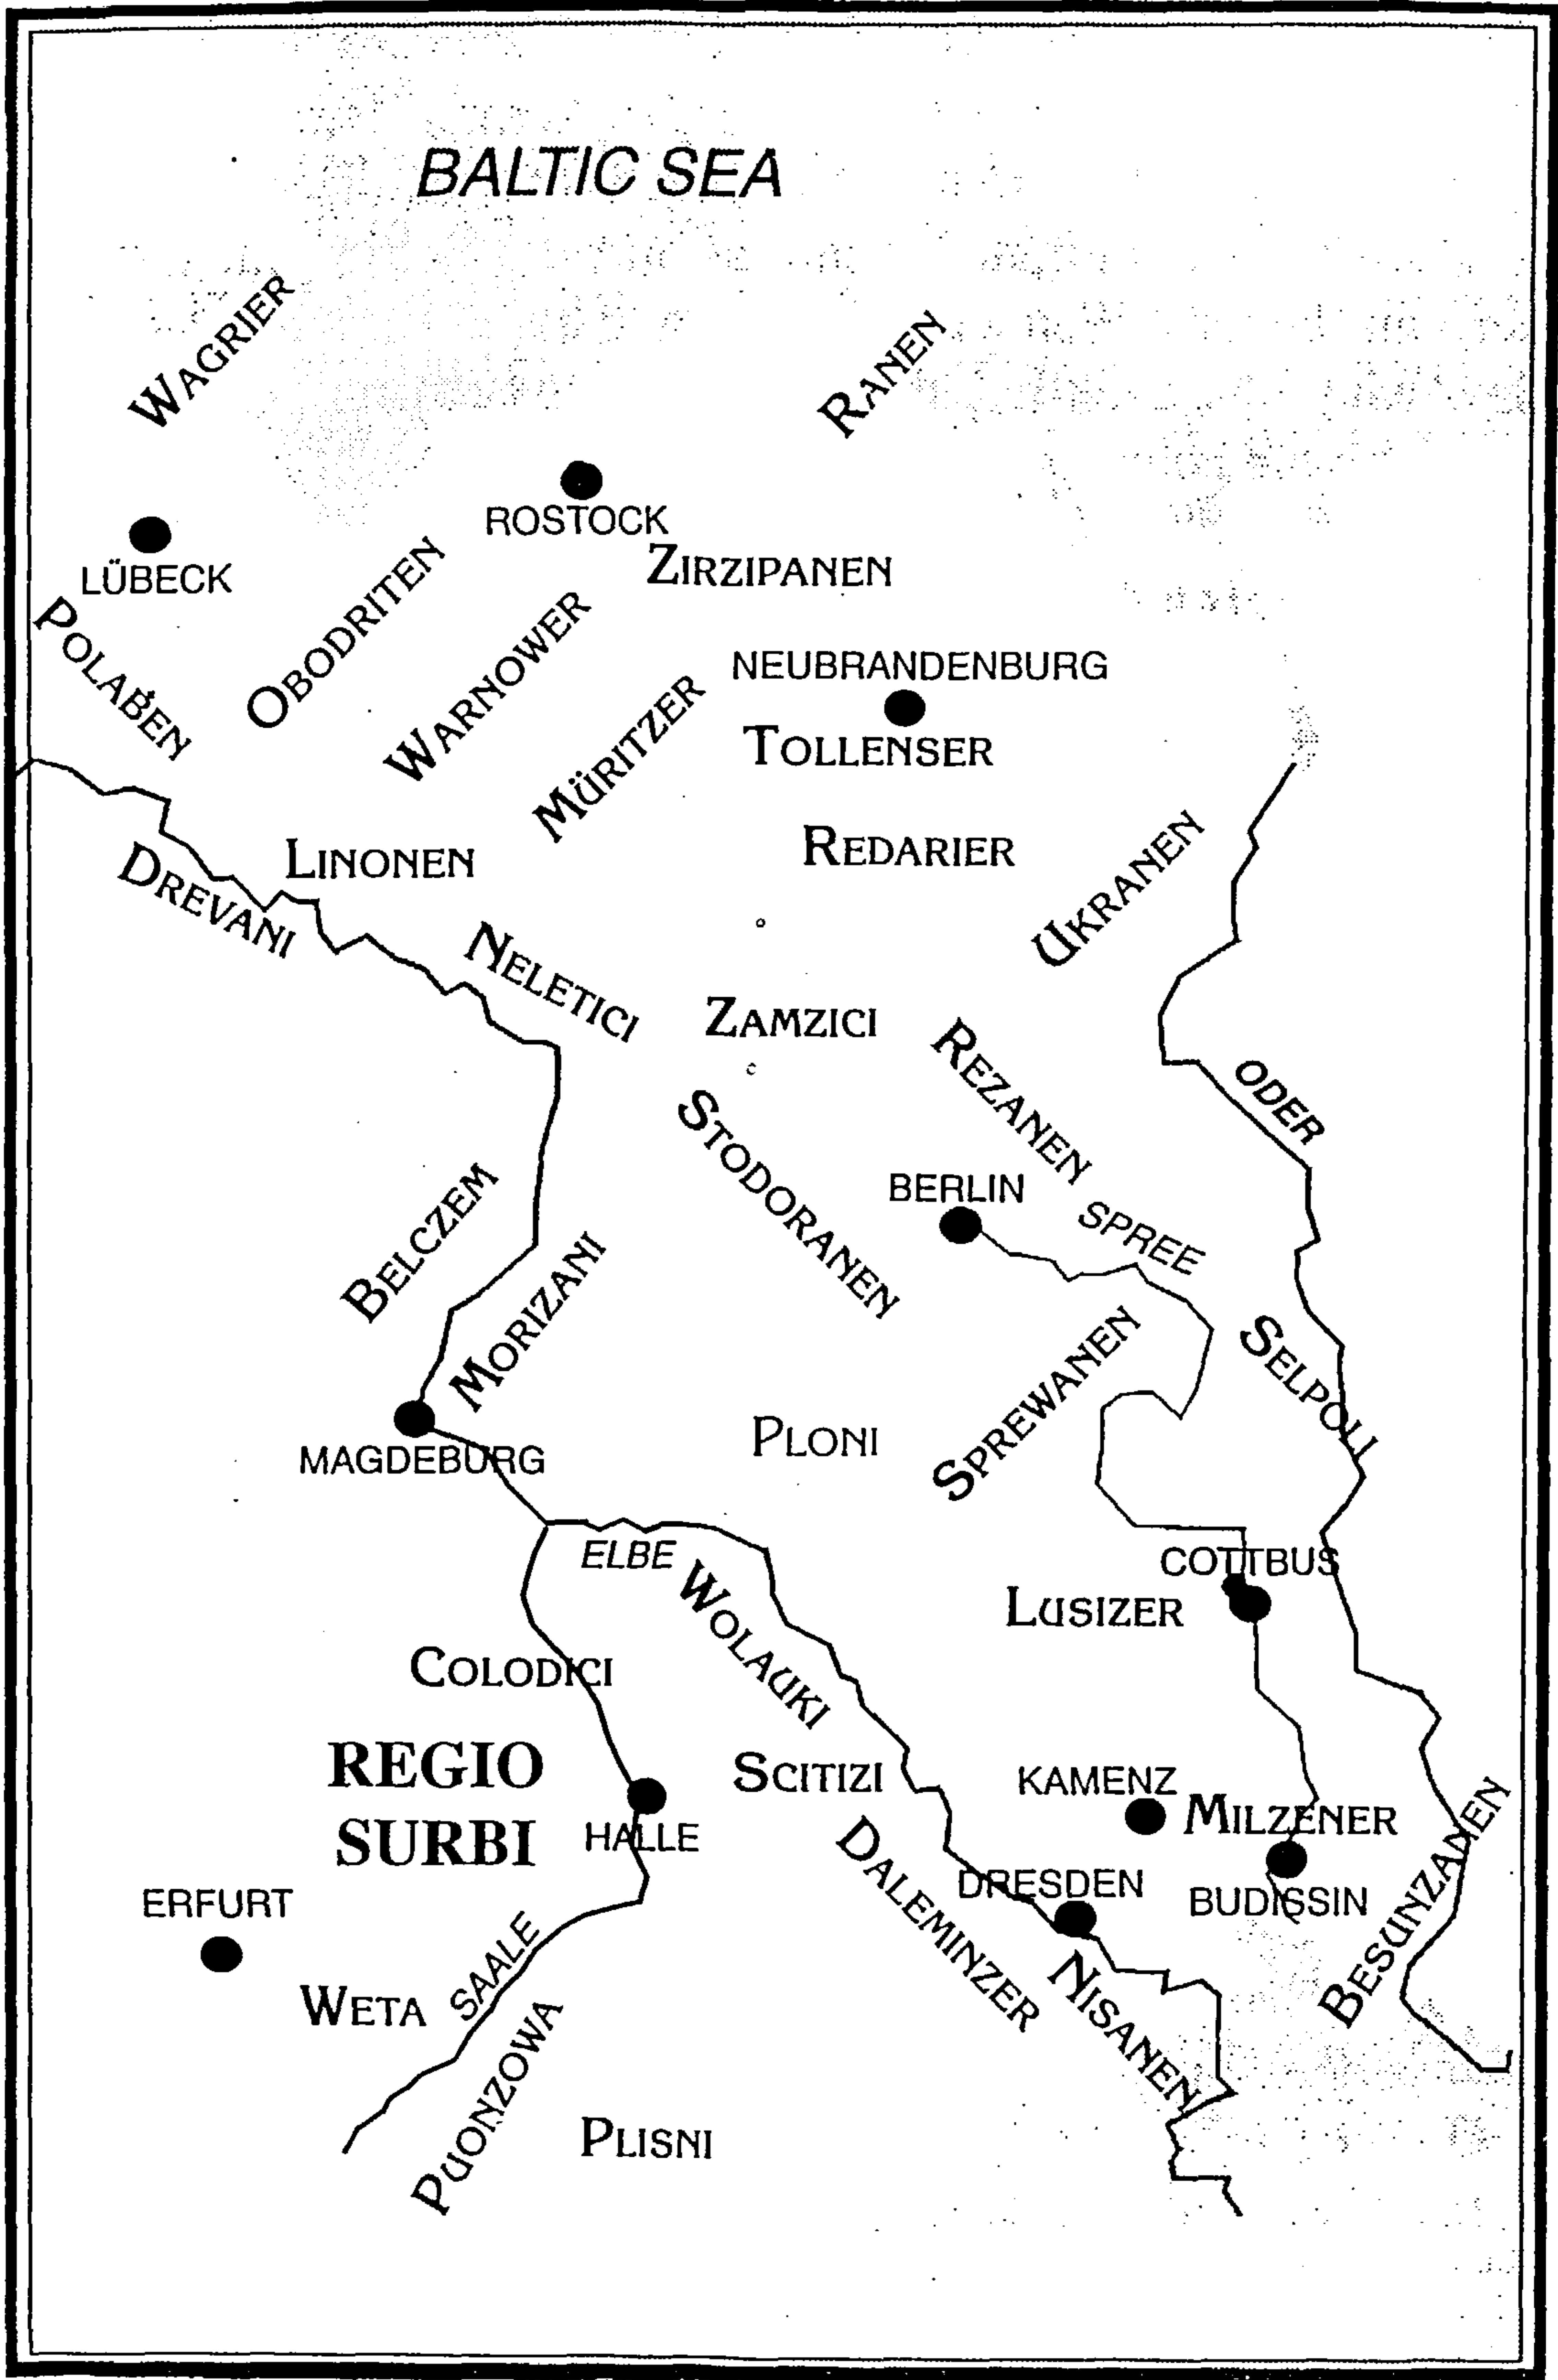 BALTIC SEA
WAGRIER
RANEN
ROSTOCK
LÜBECK
ZIRZIPANEN
POLABEN
OBODRITEN
WARNOWER
MÜRITZER
NEUBRANDENBURG
TOLLENSER
REDARIER
UKRANEN
LINONEN
DREVANI
NELETICI
ZAMZICI
REZANEN
ODER
STODORANEN
BERLIN
SPREE
BELCZEM
MORIZANI
SPREWANEN
SELPOLI
PLONI
MAGDEBURG
ELBE
WOLAUKI
COTTBUS
LUSIZER
COLODICI
REGIO
SURBI
HALLE
SCITIZI
KAMENZ
MILZENER
DALEMINZER
DRESDEN
BUDISSIN
BESUNZANEN
ERFURT
WETA
SAALE
NISANEN
PUONZOWA
PLISNI